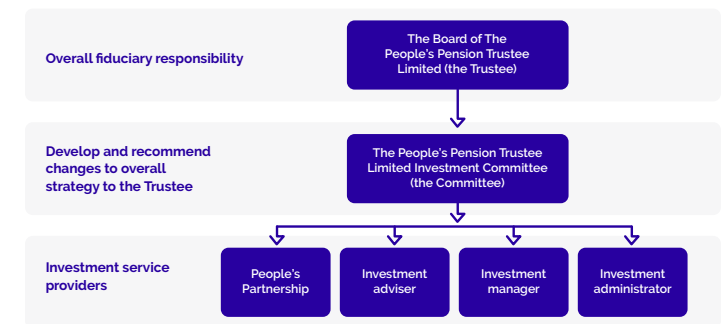 Overall fiduciary responsibility
The Board of The
People's Pension Trustee
Limited (the Trustee)
Develop and recommend
changes to overall
strategy to the Trustee
The People's Pension Trustee
Limited Investment Committee
(the Committee)
Investment service
providers
People's
Partnership
Investment
adviser
Investment
manager
Investment
administrator